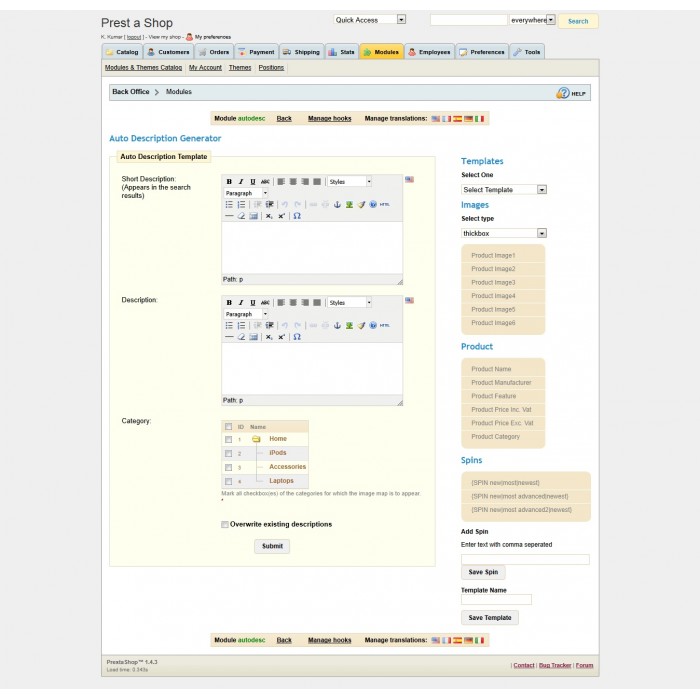 Prest a Shop
Quick Access
everywhere
Search
K. Kumar [ logout ] - View my shop - My preferences
Catalog Customers Orders Payment Shipping Stats Modules Employees Preferences Tools
Modules & Themes Catalog My Account Themes Positions
Back Office > Modules
HELP
Module autodesc Back Manage hooks Manage translations:
Auto Description Generator
Auto Description Template
Short Description:
(Appears in the search
results)
B I U ABC Styles
Paragraph
HTML
Path: p
Description:
B I U ABC Styles
Paragraph
HTML
Path: p
Category:
ID Name
1 Home
2 iPods
3 Accessories
4 Laptops
Mark all checkbox(es) of the categories for which the image map is to appear
*
Overwrite existing descriptions
Submit
Templates
Select One
Select Template
Images
Select type
thickbox
Product Image1
Product Image2
Product Image3
Product Image4
Product Image5
Product Image6
Product
Product Name
Product Manufacturer
Product Feature
Product Price Inc. Vat
Product Price Exc. Vat
Product Category
Spins
{SPIN new|most|newest}
{SPIN new|most advanced|newest}
{SPIN new|most advanced2|newest}
Add Spin
Enter text with comma seperated
Save Spin
Template Name
Save Template
Module autodesc Back Manage hooks Manage translations:
PrestaShop™ 1.4.3
Load time: 0.340s
| Contact | Bug Tracker | Forum